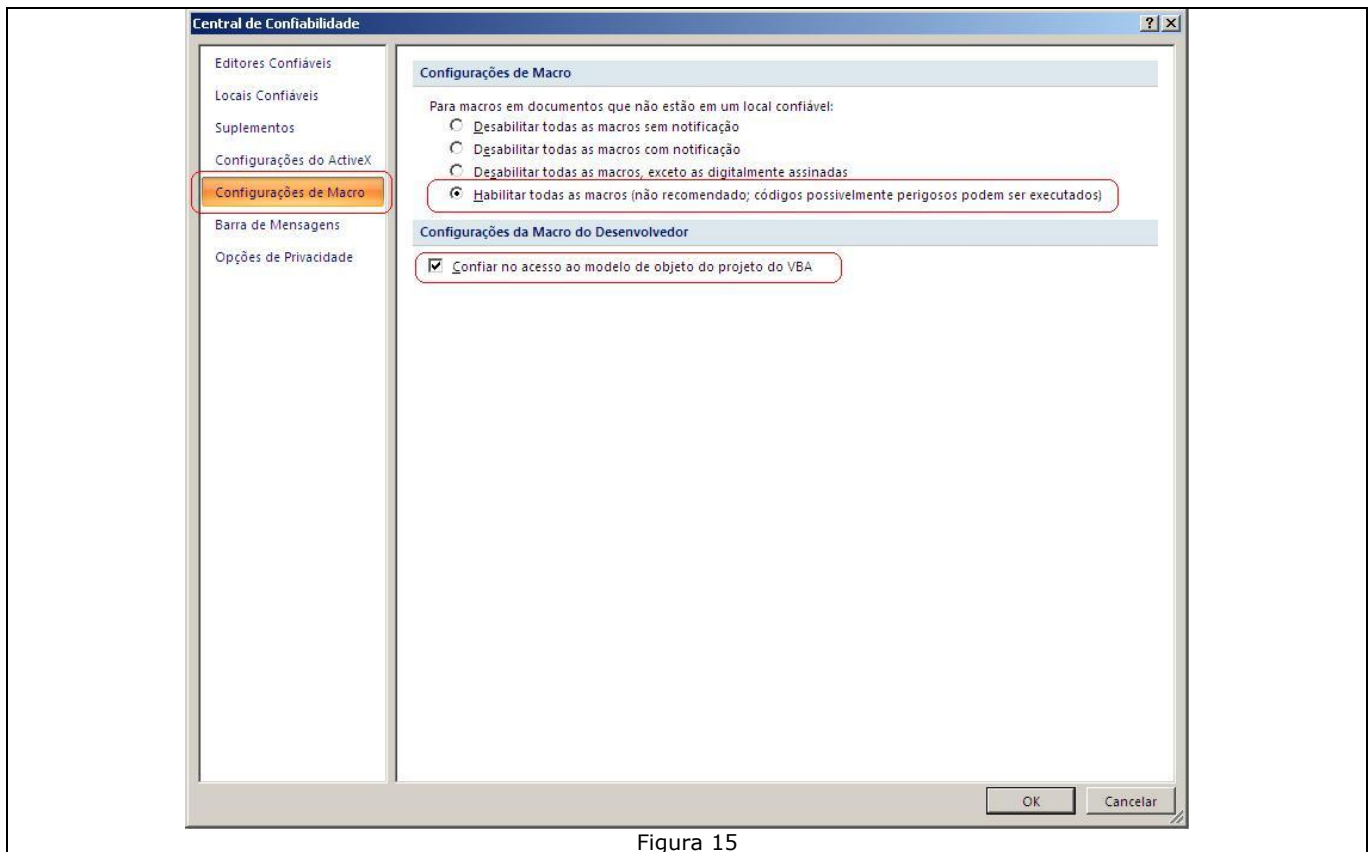 Central de Confiabilidade
Editores Confiáveis
Locais Confiáveis
Suplementos
Configurações do ActiveX
Configurações de Macro
Barra de Mensagens
Opções de Privacidade
Configurações de Macro
Para macros em documentos que não estão em um local confiável:
Desabilitar todas as macros sem notificação
Desabilitar todas as macros com notificação
Desabilitar todas as macros, exceto as digitalmente assinadas
Habilitar todas as macros (não recomendado; códigos possivelmente perigosos podem ser executados)
Configurações da Macro do Desenvolvedor
Confiar no acesso ao modelo de objeto do projeto do VBA
OK
Cancelar
Figura 15